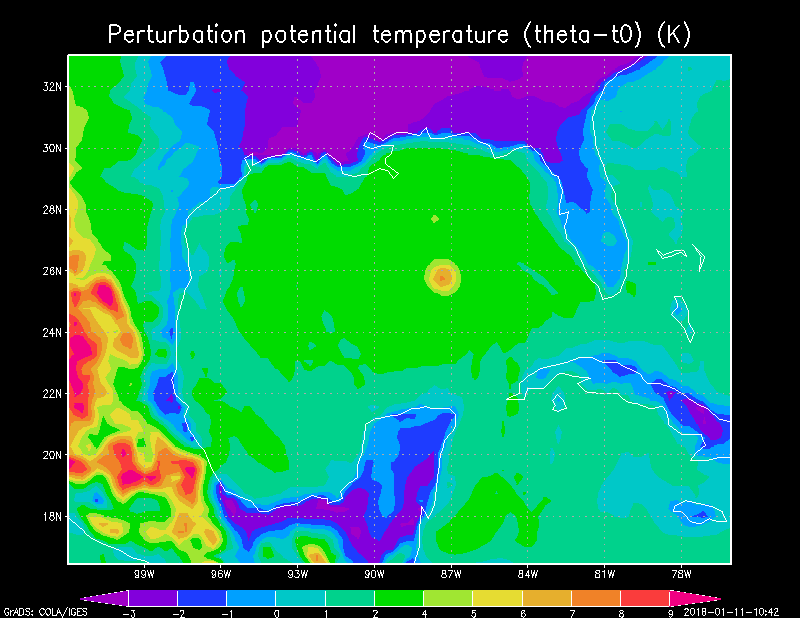 Perturbation potential temperature (theta-t0) (K)
32N
30N
28N
26N
24N
22N
20N
18N
99W 96W 93W 90W 87W 84W 81W 78W
-3 -2 -1 0 1 2 4 5 6 7 8 9
GrADS: COLA/IGES 2018-01-11-10:42